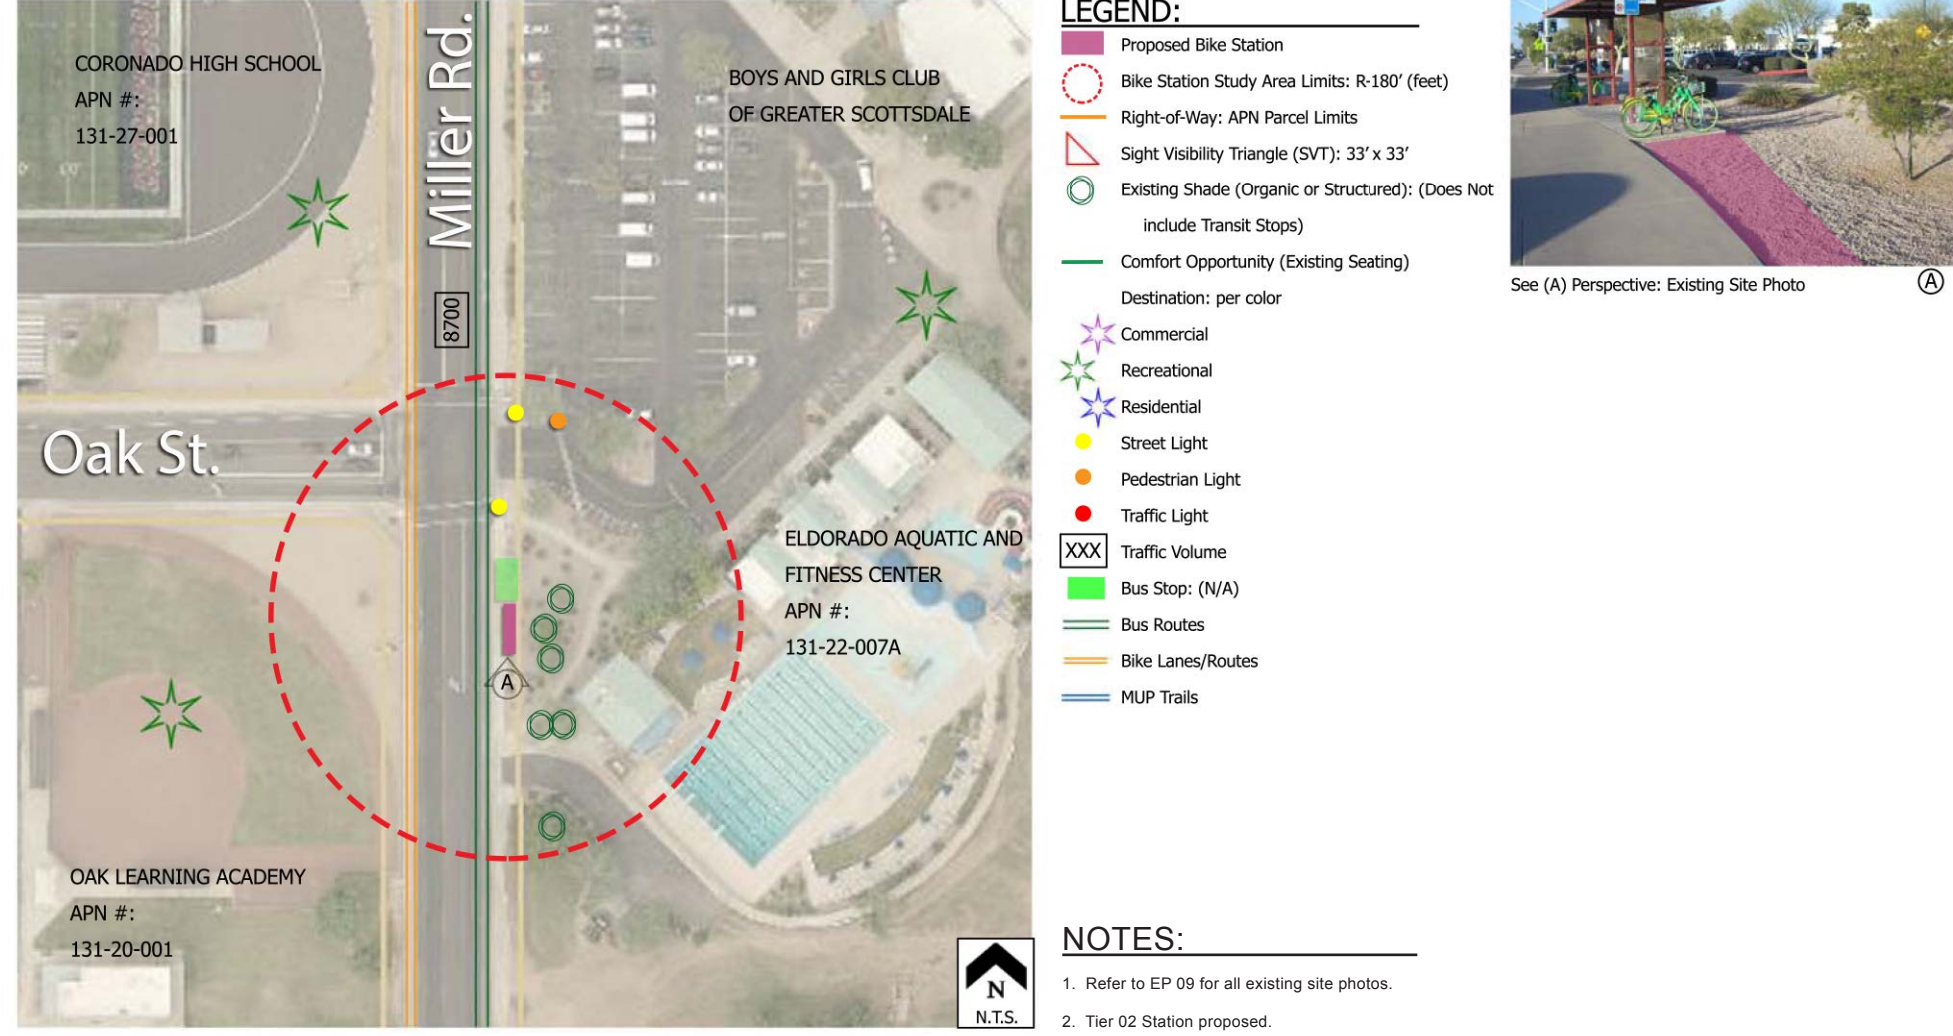 CORONADO HIGH SCHOOL
APN #:
131-27-001
Miller Rd.
BOYS AND GIRLS CLUB
OF GREATER SCOTTSDALE
8700
Oak St.
ELDORADO AQUATIC AND
FITNESS CENTER
APN #:
131-22-007A
A
OAK LEARNING ACADEMY
APN #:
131-20-001
N
N.T.S.
LEGEND:
Proposed Bike Station
Bike Station Study Area Limits: R-180' (feet)
Right-of-Way: APN Parcel Limits
Sight Visibility Triangle (SVT): 33' x 33'
Existing Shade (Organic or Structured): (Does Not
include Transit Stops)
Comfort Opportunity (Existing Seating)
Destination: per color
Commercial
Recreational
Residential
Street Light
Pedestrian Light
Traffic Light
XXX Traffic Volume
Bus Stop: (N/A)
Bus Routes
Bike Lanes/Routes
MUP Trails
See (A) Perspective: Existing Site Photo
A
NOTES:
1. Refer to EP 09 for all existing site photos.
2. Tier 02 Station proposed.